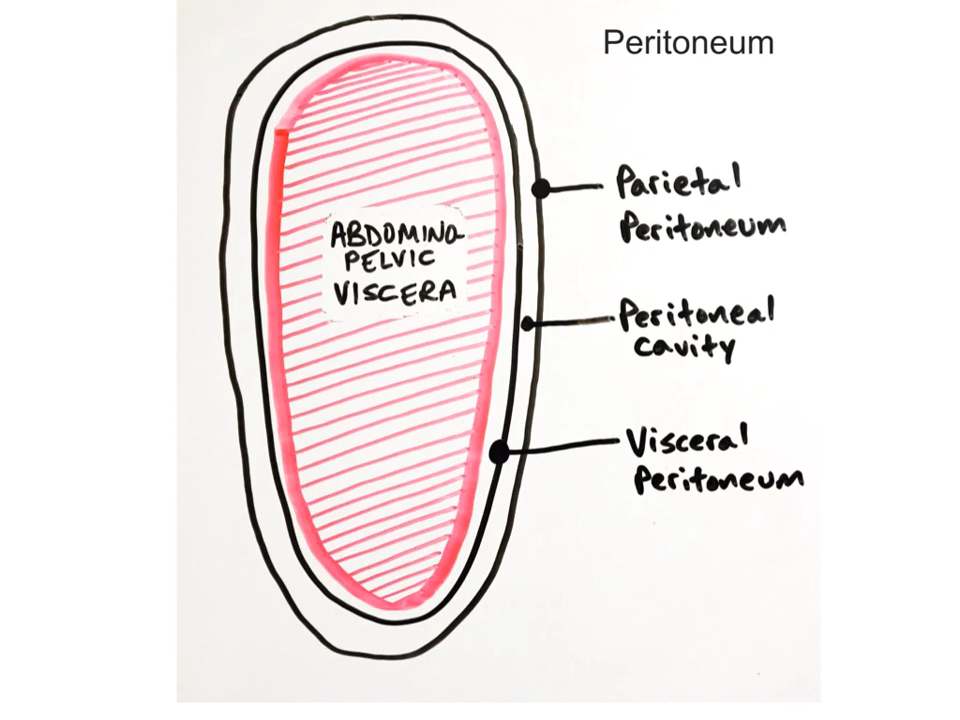 Peritoneum
ABDOMINO-
PELVIC
VISCERA
Parietal
Peritoneum
Peritoneal
cavity
Visceral
Peritoneum